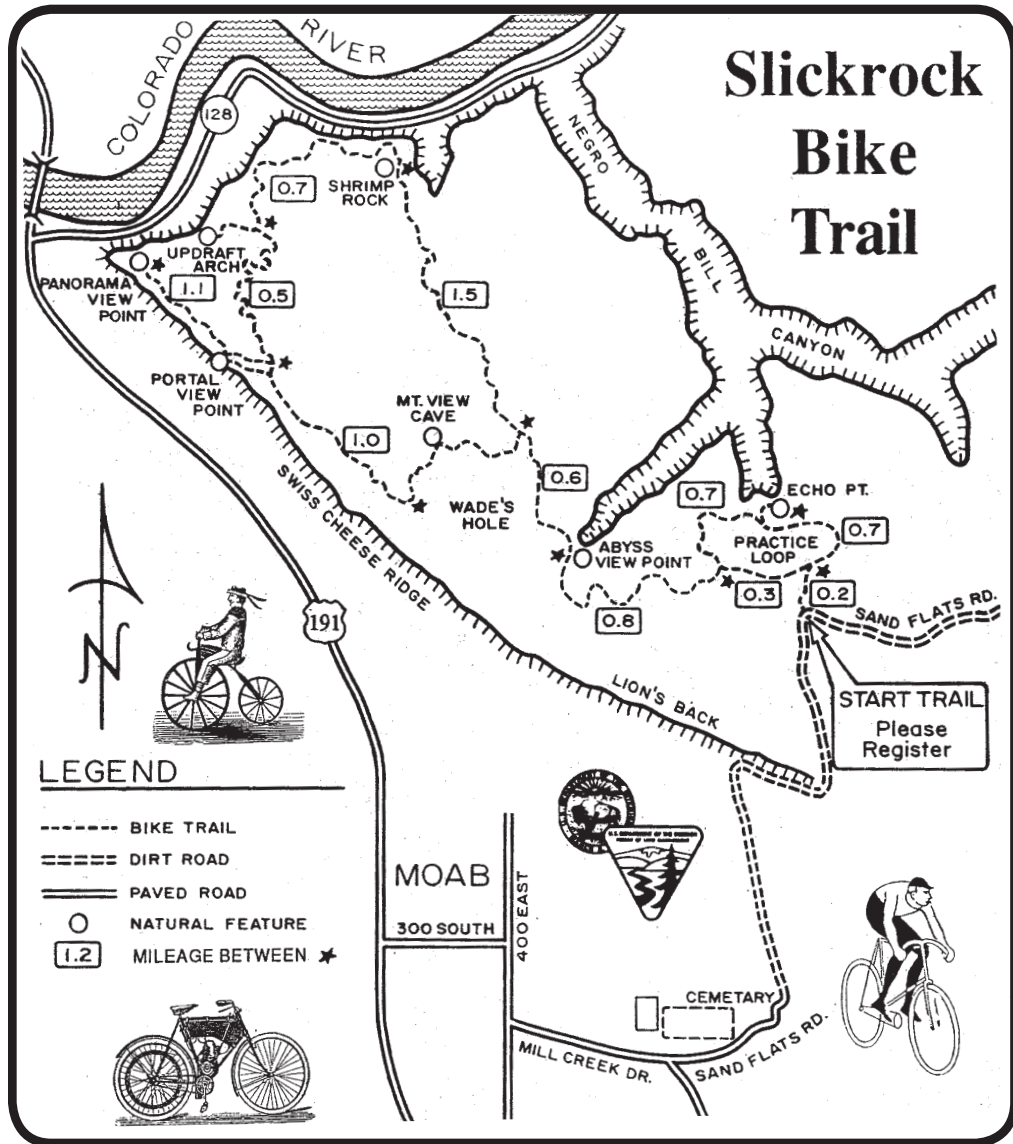 Slickrock
Bike
Trail
COLORADO
RIVER
128
NEGRO
BILL
CANYON
0.7
SHRIMP
ROCK
UPDRAFT
ARCH
PANORAMA
VIEW
POINT
1.1
0.5
1.5
PORTAL
VIEW
POINT
MT. VIEW
CAVE
1.0
WADE'S
HOLE
0.6
SWISS CHEESE RIDGE
0.7
ECHO PT.
0.7
PRACTICE
LOOP
ABYSS
VIEW POINT
0.3
0.2
0.8
SAND FLATS RD.
191
N
LION'S BACK
START TRAIL
Please
Register
LEGEND
BIKE TRAIL
DIRT ROAD
PAVED ROAD
NATURAL FEATURE
1.2
MILEAGE BETWEEN
MOAB
300 SOUTH
400 EAST
CEMETARY
MILL CREEK DR.
SAND FLATS RD.